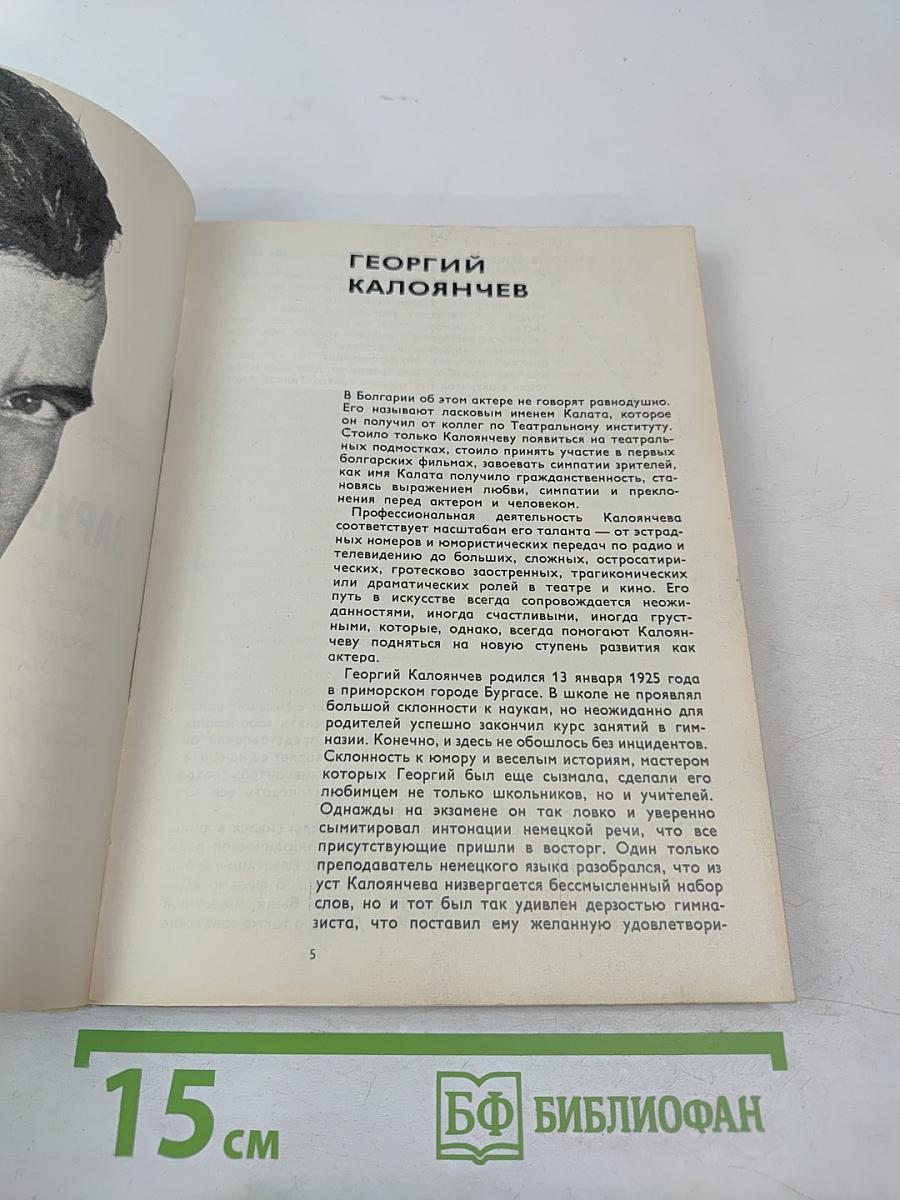 ГЕОРГИЙ
КАЛОЯНЧЕВ
В Болгарии об этом актере не говорят равнодушно.
Его называют ласковым именем Калата, которое
он получил от коллег по Театральному институту.
Стоило только Калоянчеву появиться на театраль-
ных подмостках, стоило принять участие в первых
болгарских фильмах, завоевать симпатии зрителей,
как имя Калата получило гражданственность, ста-
новясь выражением любви, симпатии и прекло-
нения перед актером и человеком.
Профессиональная деятельность Калоянчева
соответствует масштабам его таланта — от эстрад-
ных номеров и юмористических передач по радио и
телевидению до больших, сложных, остросатири-
ческих, гротесково заостренных, трагикомических
или драматических ролей в театре и кино. Его
путь в искусстве всегда сопровождается неожи-
данностями, иногда счастливыми, иногда груст-
ными, которые, однако, всегда помогают Калоян-
чеву подняться на новую ступень развития как
актера.
Георгий Калоянчев родился 13 января 1925 года
в приморском городе Бургасе. В школе не проявлял
большой склонности к наукам, но неожиданно для
родителей успешно закончил курс занятий в гим-
назии. Конечно, и здесь не обошлось без инцидентов.
Склонность к юмору и веселым историям, мастером
которых Георгий был еще сызмала, сделали его
любимцем не только школьников, но и учителей.
Однажды на экзамене он так ловко и уверенно
сымитировал интонации немецкой речи, что все
присутствующие пришли в восторг. Один только
преподаватель немецкого языка разобрался, что из
уст Калоянчева низвергается бессмысленный набор
слов, но и тот был так удивлен дерзостью гимна-
зиста, что поставил ему желанную удовлетвори-
5
15 см
БФ БИБЛИОФАН